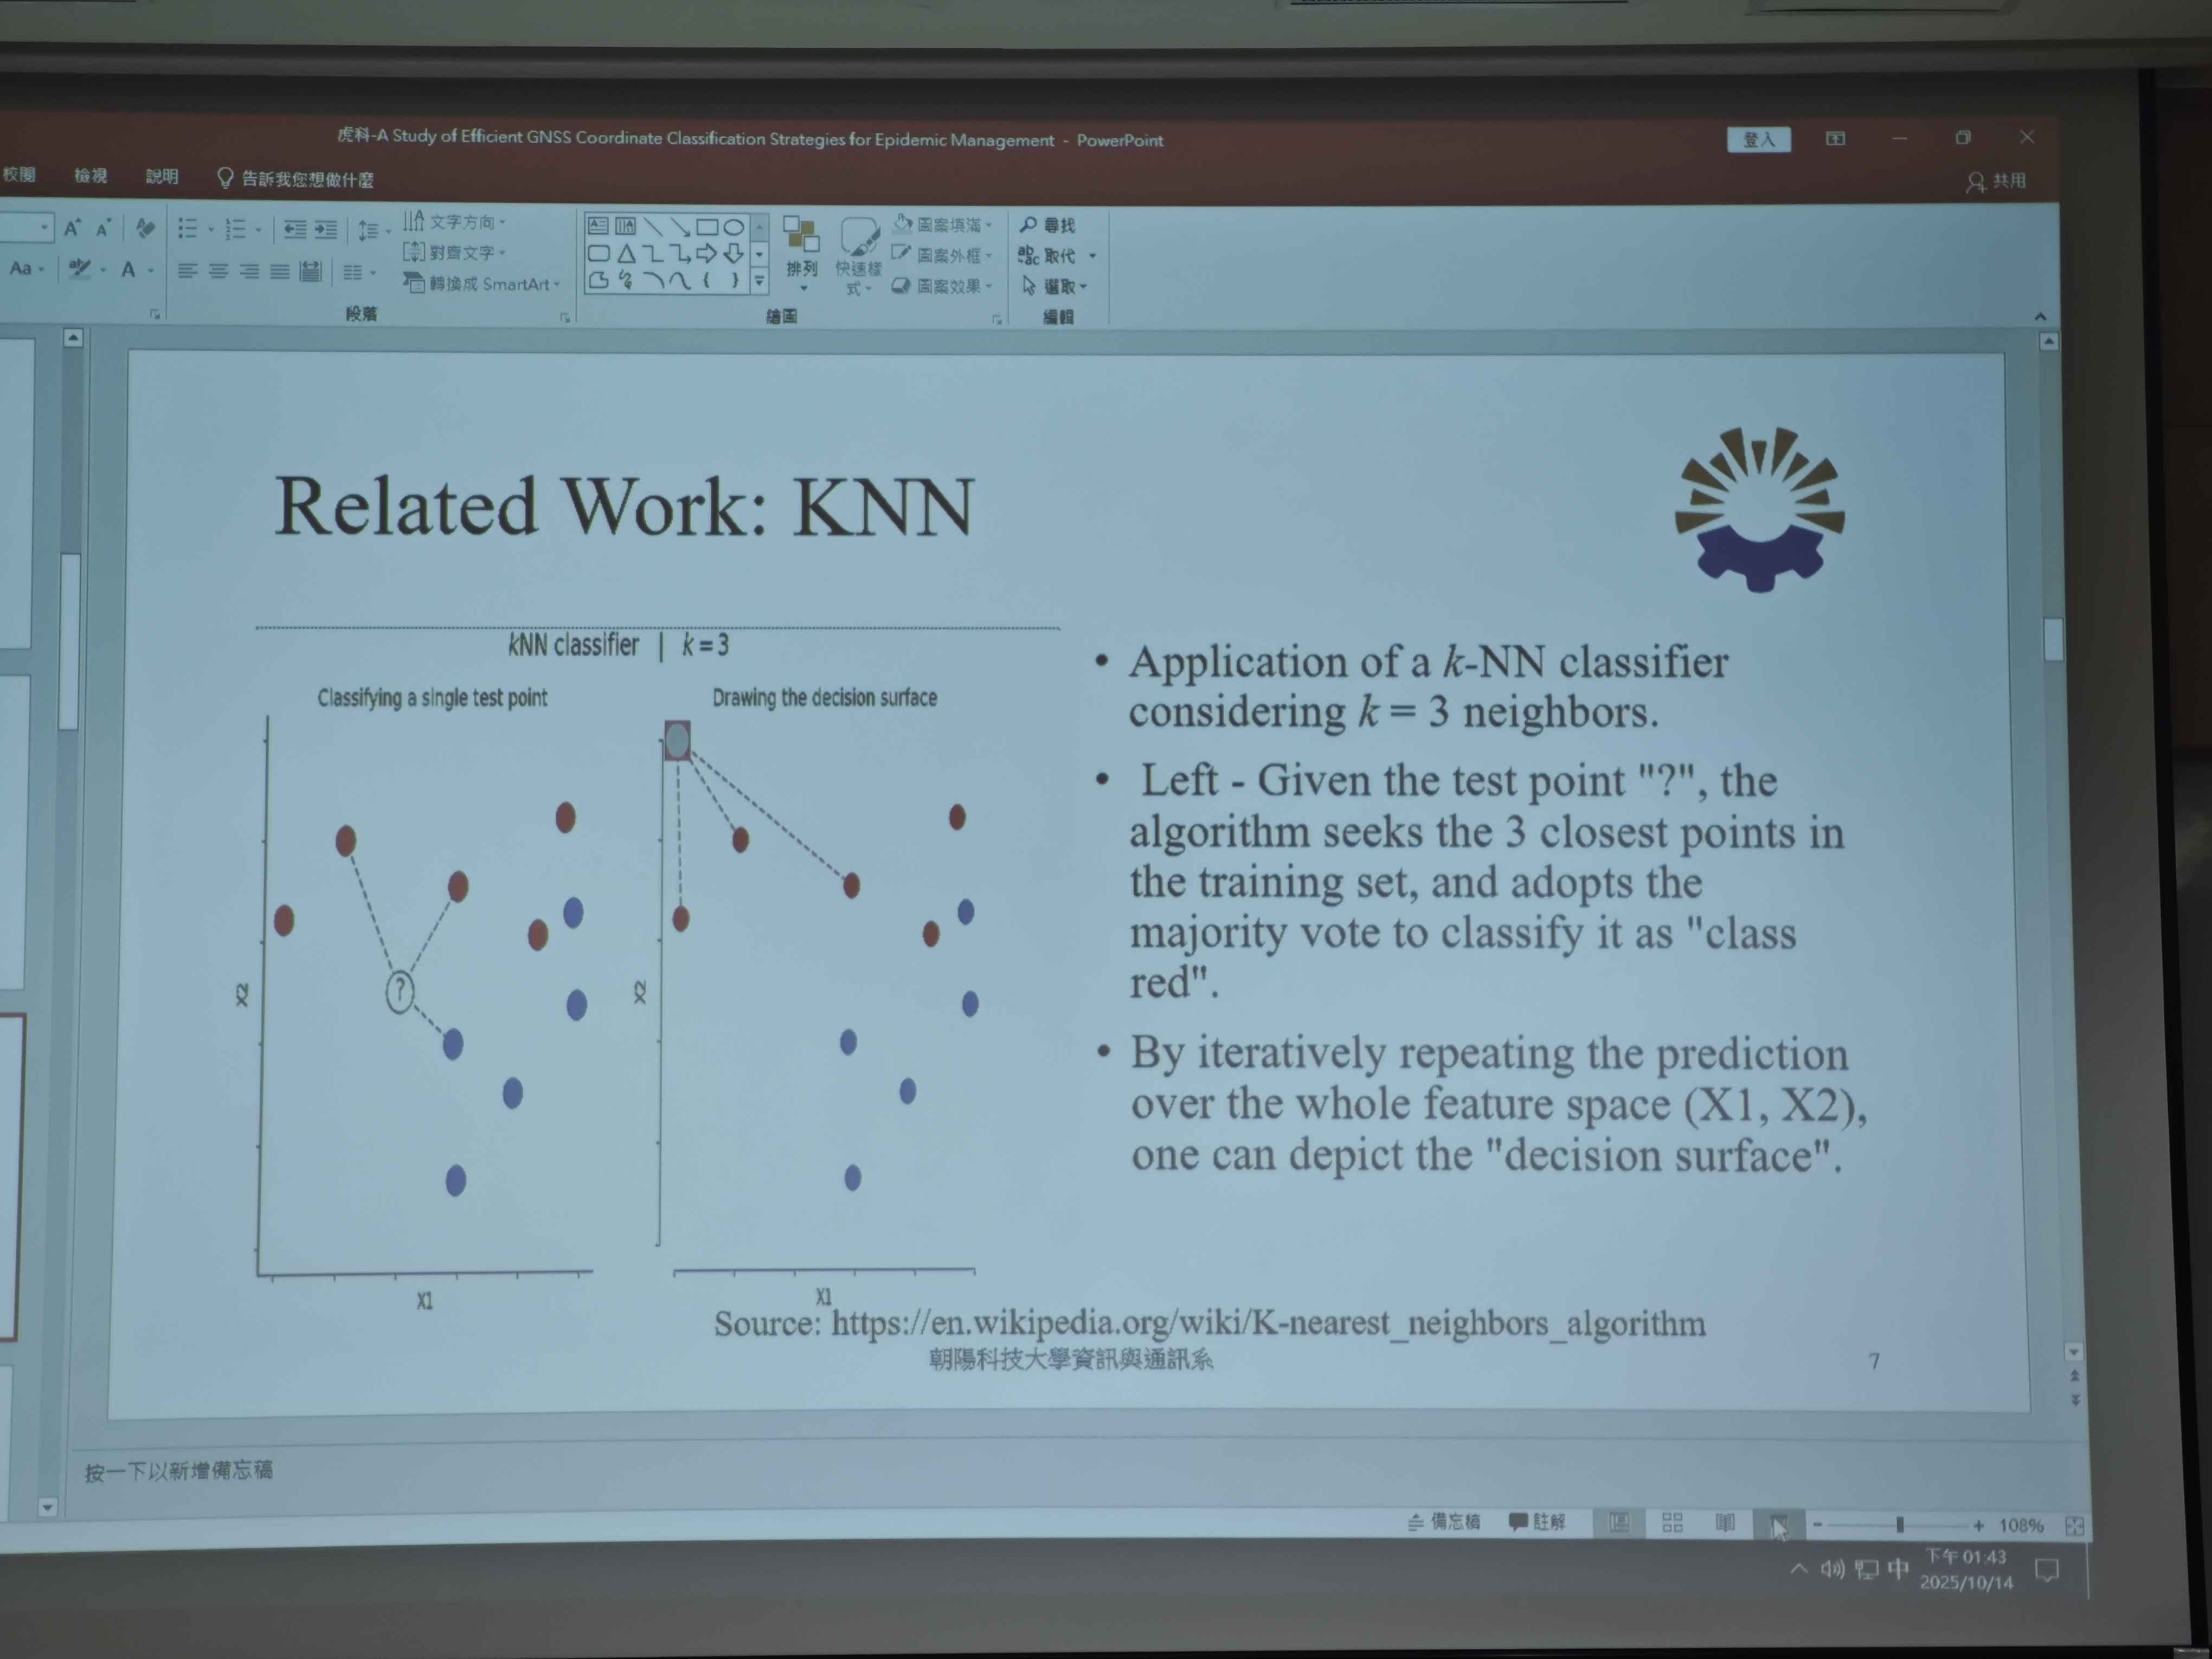 虎科-A Study of Efficient GNSS Coordinate Classification Strategies for Epidemic Management - PowerPoint
登入
校閱 檢視 說明 告訴我您想做什麼
共用
文字方向
對齊文字
轉換成 SmartArt
段落
排列
快速樣
式
圖案填滿
圖案外框
圖案效果
繪圖
尋找
取代
選取
編輯
Related Work: KNN
kNN classifier | k = 3
Classifying a single test point
Drawing the decision surface
?
X2
X1
X2
X1
• Application of a k-NN classifier
considering k = 3 neighbors.
• Left - Given the test point "?", the
algorithm seeks the 3 closest points in
the training set, and adopts the
majority vote to classify it as "class
red".
• By iteratively repeating the prediction
over the whole feature space (X1, X2),
one can depict the "decision surface".
Source: https://en.wikipedia.org/wiki/K-nearest_neighbors_algorithm
朝陽科技大學資訊與通訊系
7
按一下以新增備忘稿
備忘稿 註解 108%
中
下午 01:43
2025/10/14